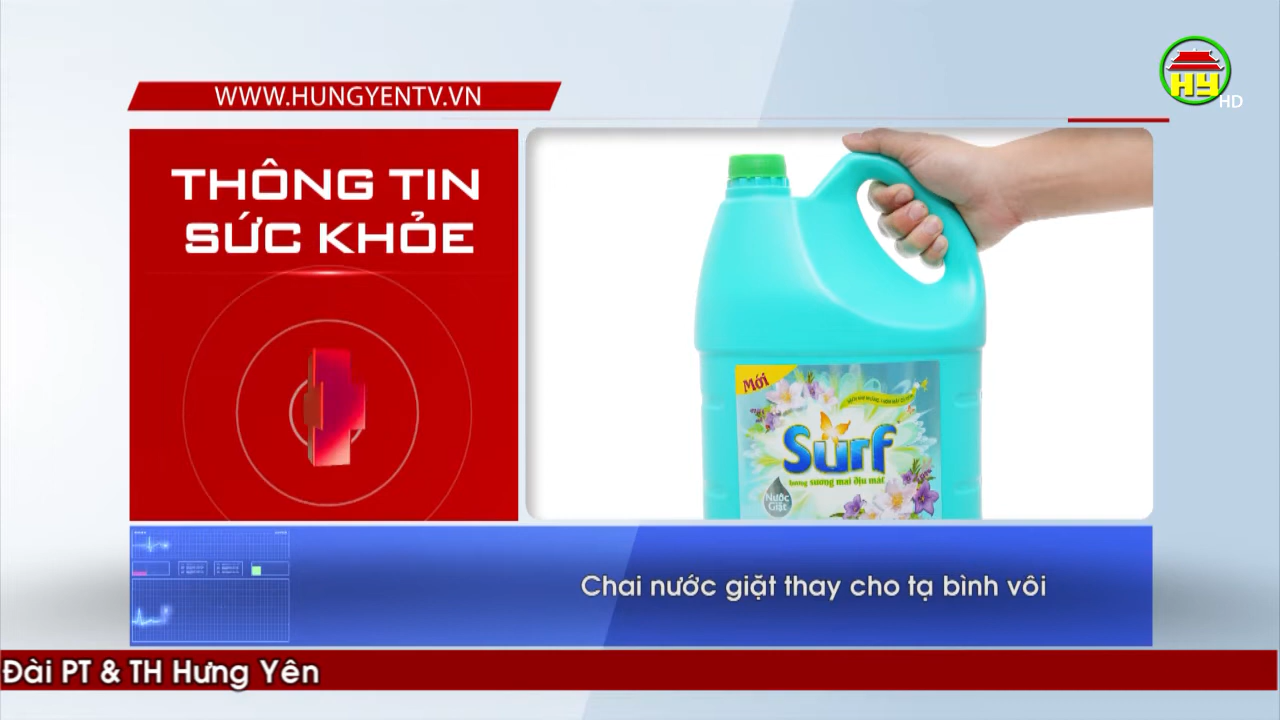 WWW.HUNGYENTV.VN
HY
HD
THÔNG TIN
SỨC KHỎE
Mới
Surf
hương sương mai dịu mát
Nước
Giặt
Chai nước giặt thay cho tạ bình vôi
Đài PT & TH Hưng Yên